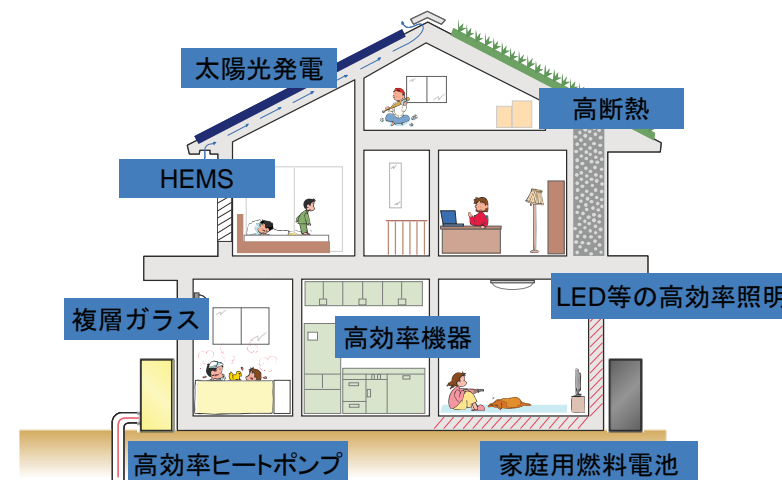 太陽光発電
高断熱
HEMS
LED等の高効率照明
複層ガラス
高効率機器
高効率ヒートポンプ
家庭用燃料電池